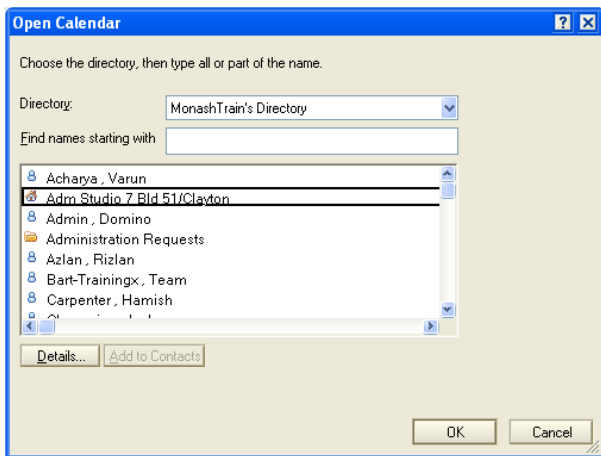 Open Calendar
Choose the directory, then type all or part of the name.
Directory:
MonashTrain's Directory
Find names starting with
Acharya , Varun
Adm Studio 7 Bld 51/Clayton
Admin , Domino
Administration Requests
Azlan , Rizlan
Bart-Trainingx , Team
Carpenter , Hamish
Details... Add to Contacts
OK Cancel